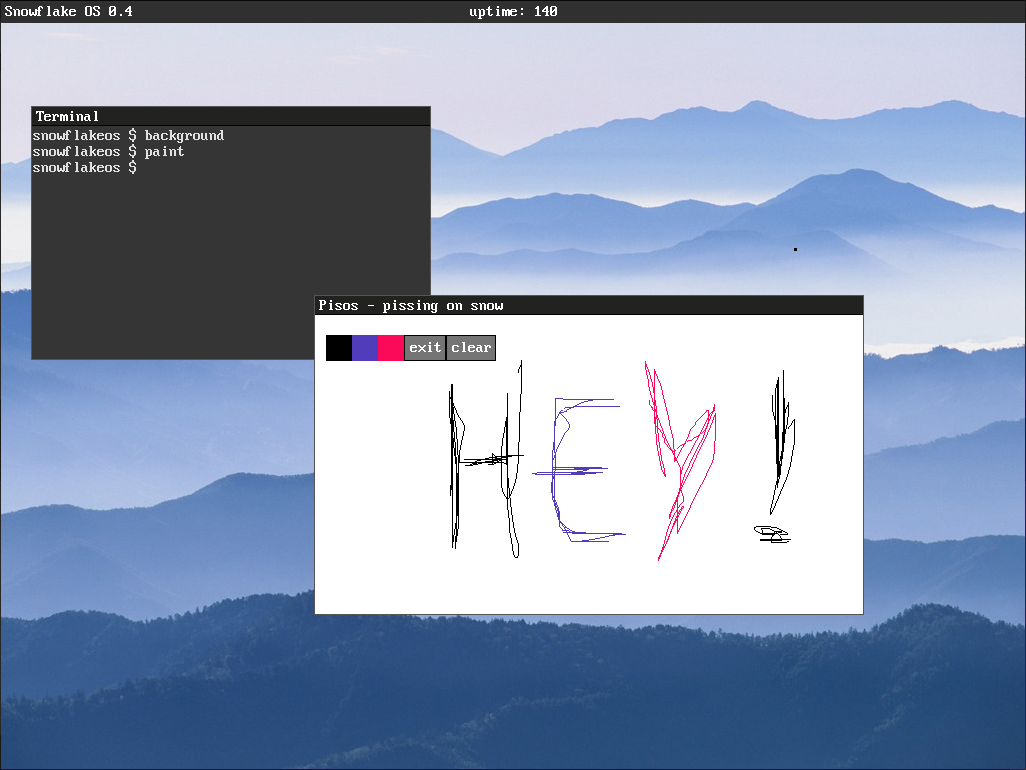 Snowflake OS 0.4 uptime: 140
Terminal
snowflakeos $ background
snowflakeos $ paint
snowflakeos $
Pisos - pissing on snow
exit clear
HEY!